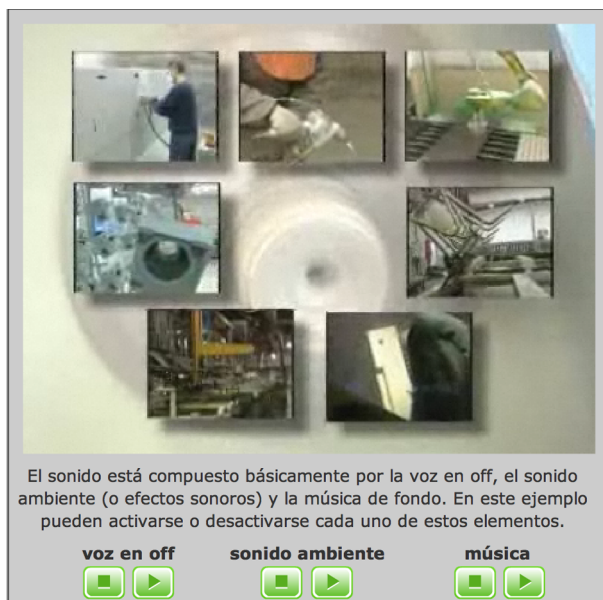 El sonido está compuesto básicamente por la voz en off, el sonido
ambiente (o efectos sonoros) y la música de fondo. En este ejemplo
pueden activarse o desactivarse cada uno de estos elementos.
voz en off sonido ambiente música